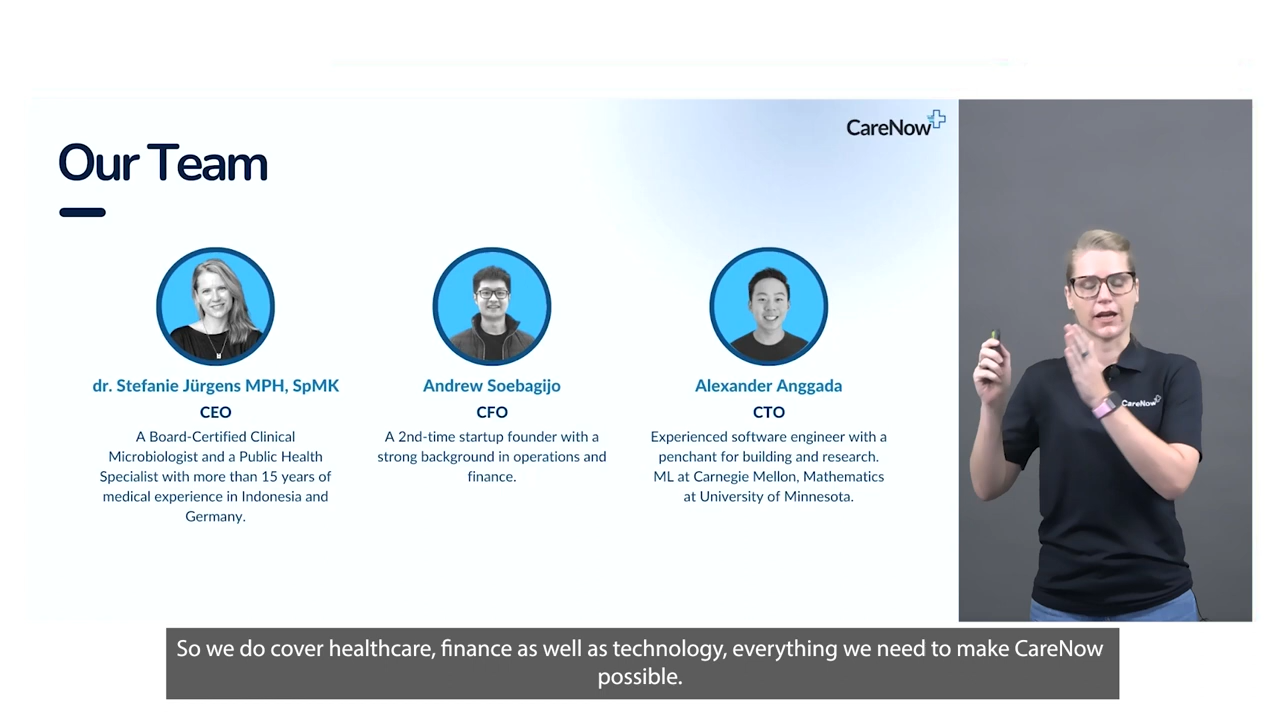 CareNow
Our Team
dr. Stefanie Jürgens MPH, SpMK
CEO
A Board-Certified Clinical
Microbiologist and a Public Health
Specialist with more than 15 years of
medical experience in Indonesia and
Germany.
Andrew Soebagijo
CFO
A 2nd-time startup founder with a
strong background in operations and
finance.
Alexander Anggada
CTO
Experienced software engineer with a
penchant for building and research.
ML at Carnegie Mellon, Mathematics
at University of Minnesota.
CareNow
So we do cover healthcare, finance as well as technology, everything we need to make CareNow
possible.